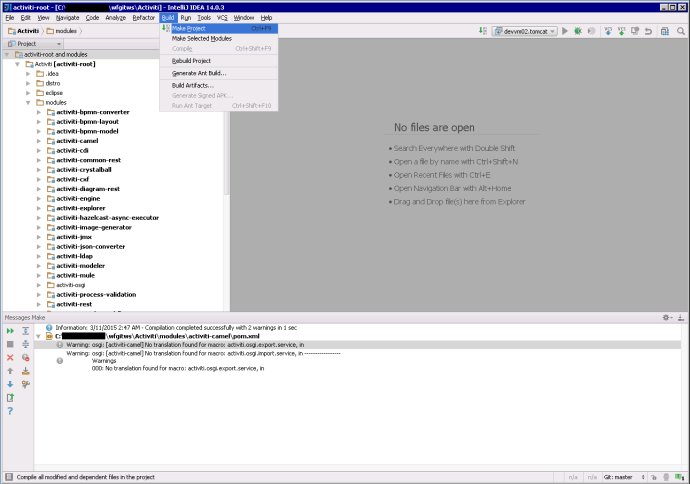 activiti-root - [C:\ \wfgitws\Activiti] - IntelliJ IDEA 14.0.3
File Edit View Navigate Code Analyze Refactor Build Run Tools VCS Window Help
Activiti modules
devvm02.tomcat
Project
activiti-root and modules
Activiti [activiti-root]
.idea
distro
eclipse
modules
activiti-bpmn-converter
activiti-bpmn-layout
activiti-bpmn-model
activiti-camel
activiti-cdi
activiti-common-rest
activiti-crystalball
activiti-cxf
activiti-diagram-rest
activiti-engine
activiti-explorer
activiti-hazelcast-async-executor
activiti-image-generator
activiti-jmx
activiti-json-converter
activiti-ldap
activiti-modeler
activiti-mule
activiti-osgi
activiti-process-validation
activiti-rest
Make Project Ctrl+F9
Make Selected Modules
Compile Ctrl+Shift+F9
Rebuild Project
Generate Ant Build...
Build Artifacts...
Generate Signed APK...
Run Ant Target Ctrl+Shift+F10
No files are open
• Search Everywhere with Double Shift
• Open a file by name with Ctrl+Shift+N
• Open Recent Files with Ctrl+E
• Open Navigation Bar with Alt+Home
• Drag and Drop file(s) here from Explorer
Messages Make
Information: 3/11/2015 2:47 AM - Compilation completed successfully with 2 warnings in 1 sec
C:\ \wfgitws\Activiti\modules\activiti-camel\pom.xml
Warning: osgi: [activiti-camel] No translation found for macro: activiti.osgi.export.service, in
Warning: osgi: [activiti-camel] No translation found for macro: activiti.osgi.import.service, in -----------------
Warnings
000: No translation found for macro: activiti.osgi.export.service, in
Compile all modified and dependent files in the project
n/a n/a Git: master